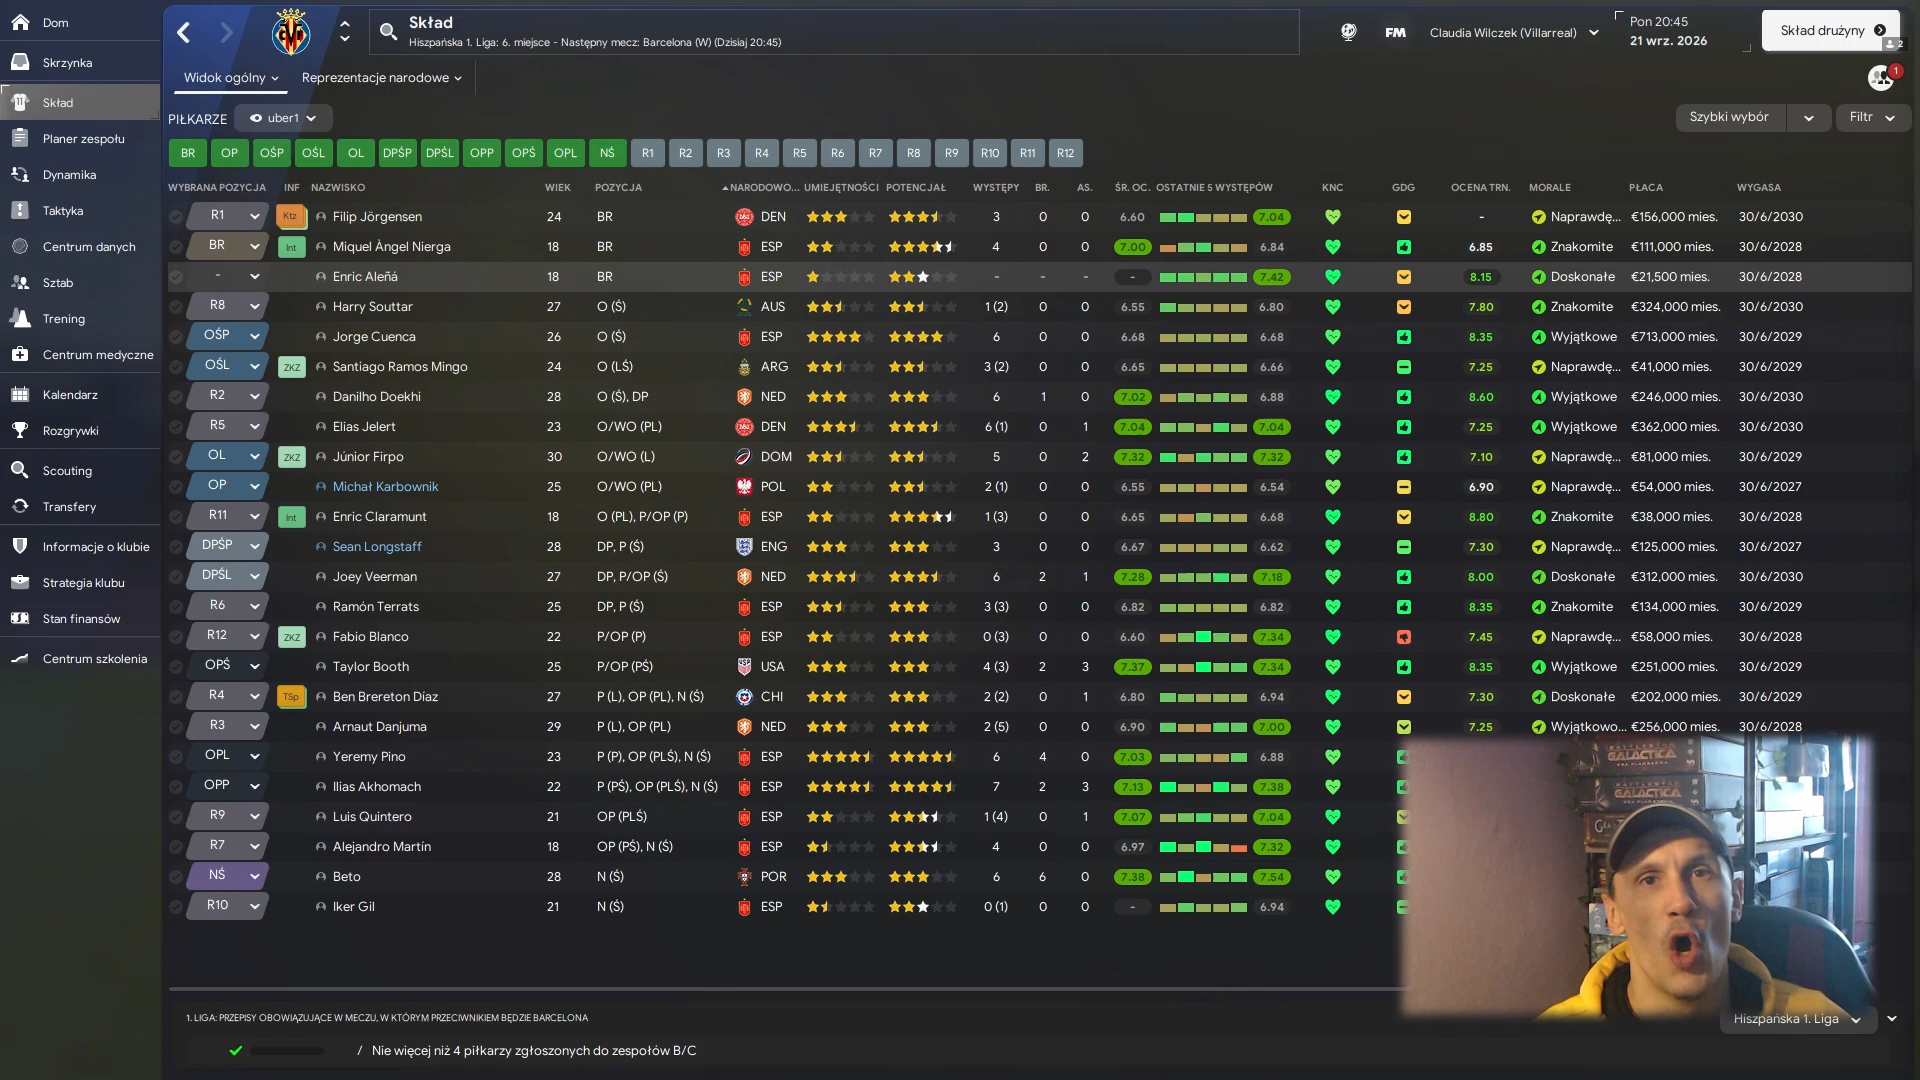 Dom
Skrzynka
Skład
Planer zespołu
Dynamika
Taktyka
Centrum danych
Sztab
Trening
Centrum medyczne
Kalendarz
Rozgrywki
Scouting
Transfery
Informacje o klubie
Strategia klubu
Stan finansów
Centrum szkolenia
Skład
Hiszpańska 1. Liga: 6. miejsce - Następny mecz: Barcelona (W) (Dzisiaj 20:45)
FM
Claudia Wilczek (Villarreal)
Pon 20:45
21 wrz. 2026
Skład drużyny
2
Widok ogólny
Reprezentacje narodowe
1
PIŁKARZE
uber1
Szybki wybór
Filtr
BR OP OŚP OŚL OL DPŚP DPŚL OPP OPŚ OPL NŚ R1 R2 R3 R4 R5 R6 R7 R8 R9 R10 R11 R12
WYBRANA POZYCJA INF NAZWISKO WIEK POZYCJA NARODOWO... UMIEJĘTNOŚCI POTENCJAŁ WYSTĘPY BR. AS. ŚR. OC. OSTATNIE 5 WYSTĘPÓW KNC GDG OCENA TRN. MORALE PŁACA WYGASA
R1 Ktz Filip Jörgensen 24 BR DEN 3 0 0 6.60 7.04 - Naprawdę... €156,000 mies. 30/6/2030
BR Int Miquel Àngel Nierga 18 BR ESP 4 0 0 7.00 6.84 6.85 Znakomite €111,000 mies. 30/6/2028
- Enric Aleñá 18 BR ESP - - - - 7.42 8.15 Doskonałe €21,500 mies. 30/6/2028
R8 Harry Souttar 27 O (Ś) AUS 1 (2) 0 0 6.55 6.80 7.80 Znakomite €324,000 mies. 30/6/2030
OŚP Jorge Cuenca 26 O (Ś) ESP 6 0 0 6.68 6.68 8.35 Wyjątkowe €713,000 mies. 30/6/2029
OŚL ZKZ Santiago Ramos Mingo 24 O (LŚ) ARG 3 (2) 0 0 6.65 6.66 7.25 Naprawdę... €41,000 mies. 30/6/2029
R2 Danilho Doekhi 28 O (Ś), DP NED 6 1 0 7.02 6.88 8.60 Wyjątkowe €246,000 mies. 30/6/2030
R5 Elias Jelert 23 O/WO (PL) DEN 6 (1) 0 1 7.04 7.04 7.25 Wyjątkowe €362,000 mies. 30/6/2030
OL ZKZ Júnior Firpo 30 O/WO (L) DOM 5 0 2 7.32 7.32 7.10 Naprawdę... €81,000 mies. 30/6/2029
OP Michał Karbownik 25 O/WO (PL) POL 2 (1) 0 0 6.55 6.54 6.90 Naprawdę... €54,000 mies. 30/6/2027
R11 Int Enric Claramunt 18 O (PL), P/OP (P) ESP 1 (3) 0 0 6.65 6.68 8.80 Znakomite €38,000 mies. 30/6/2028
DPŚP Sean Longstaff 28 DP, P (Ś) ENG 3 0 0 6.67 6.62 7.30 Naprawdę... €125,000 mies. 30/6/2027
DPŚL Joey Veerman 27 DP, P/OP (Ś) NED 6 2 1 7.28 7.18 8.00 Doskonałe €312,000 mies. 30/6/2030
R6 Ramón Terrats 25 DP, P (Ś) ESP 3 (3) 0 0 6.82 6.82 8.35 Znakomite €134,000 mies. 30/6/2029
R12 ZKZ Fabio Blanco 22 P/OP (P) ESP 0 (3) 0 0 6.60 7.34 7.45 Naprawdę... €58,000 mies. 30/6/2028
OPŚ Taylor Booth 25 P/OP (PŚ) USA 4 (3) 2 3 7.37 7.34 8.35 Wyjątkowe €251,000 mies. 30/6/2029
R4 TSp Ben Brereton Díaz 27 P (L), OP (PL), N (Ś) CHI 2 (2) 0 1 6.80 6.94 7.30 Doskonałe €202,000 mies. 30/6/2029
R3 Arnaut Danjuma 29 P (L), OP (PL) NED 2 (5) 0 0 6.90 7.00 7.25 Wyjątkowo... €256,000 mies. 30/6/2028
OPL Yeremy Pino 23 P (P), OP (PLŚ), N (Ś) ESP 6 4 0 7.03 6.88
OPP Ilias Akhomach 22 P (PŚ), OP (PLŚ), N (Ś) ESP 7 2 3 7.13 7.38
R9 Luis Quintero 21 OP (PLŚ) ESP 1 (4) 0 1 7.07 7.04
R7 Alejandro Martín 18 OP (PŚ), N (Ś) ESP 4 0 0 6.97 7.32
NŚ Beto 28 N (Ś) POR 6 6 0 7.38 7.54
R10 Iker Gil 21 N (Ś) ESP 0 (1) 0 0 - 6.94
GALACTICA
GALACTICA
1. LIGA: PRZEPISY OBOWIĄZUJĄCE W MECZU, W KTÓRYM PRZECIWNIKIEM BĘDZIE BARCELONA
Hiszpańska 1. Liga
/ Nie więcej niż 4 piłkarzy zgłoszonych do zespołów B/C